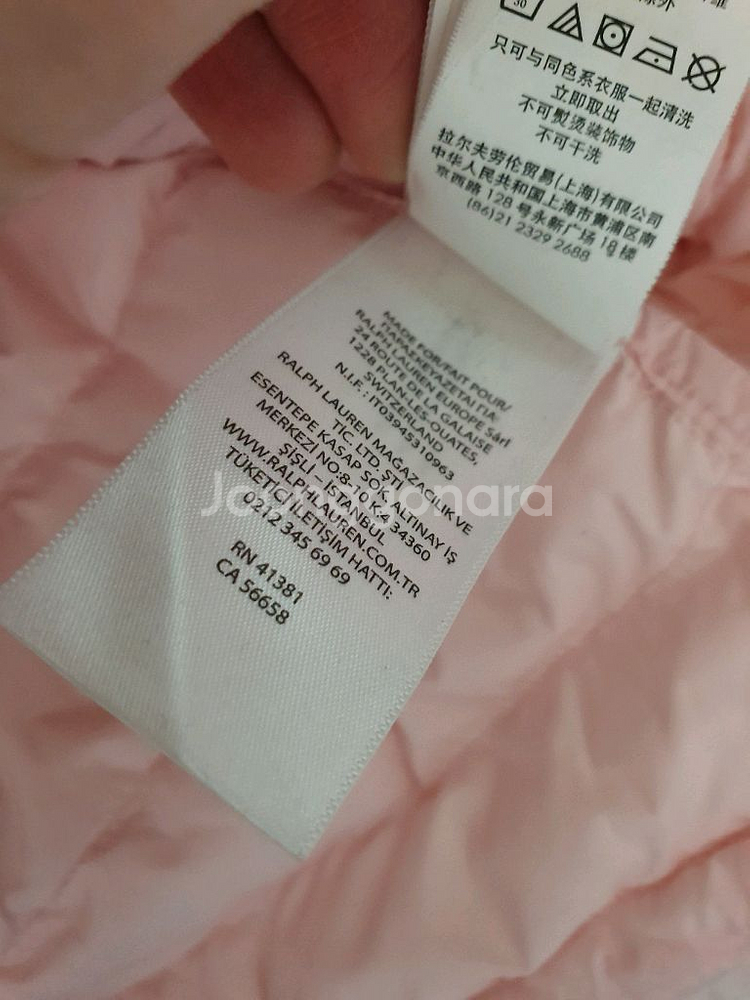 30
只可与同色系衣服一起清洗
立即取出
不可熨烫装饰物
不可干洗
拉尔夫劳伦贸易(上海)有限公司
中华人民共和国上海市黄浦区南
京西路 128 号永新广场 18 楼
(86)21 2329 2688
MADE FOR/FAIT POUR/
ΠΑΡΑΣΚΕΥΑΖΕΤΑΙ ΓΙΑ:
RALPH LAUREN EUROPE Sàrl
24 ROUTE DE LA GALAISE
1228 PLAN-LES-OUATES,
SWITZERLAND
N.I.F. : IT03945310963
RALPH LAUREN MAĞAZACILIK VE
TİC. LTD. ŞTİ
ESENTEPE KASAP SOK. ALTINAY İŞ
MERKEZİ NO:8-10 K:4 34360
ŞİŞLİ – İSTANBUL
WWW.RALPHLAUREN.COM.TR
TÜKETİCİ İLETİŞİM HATTI:
0212 345 69 69
RN 41381
CA 56658
Joonggonara